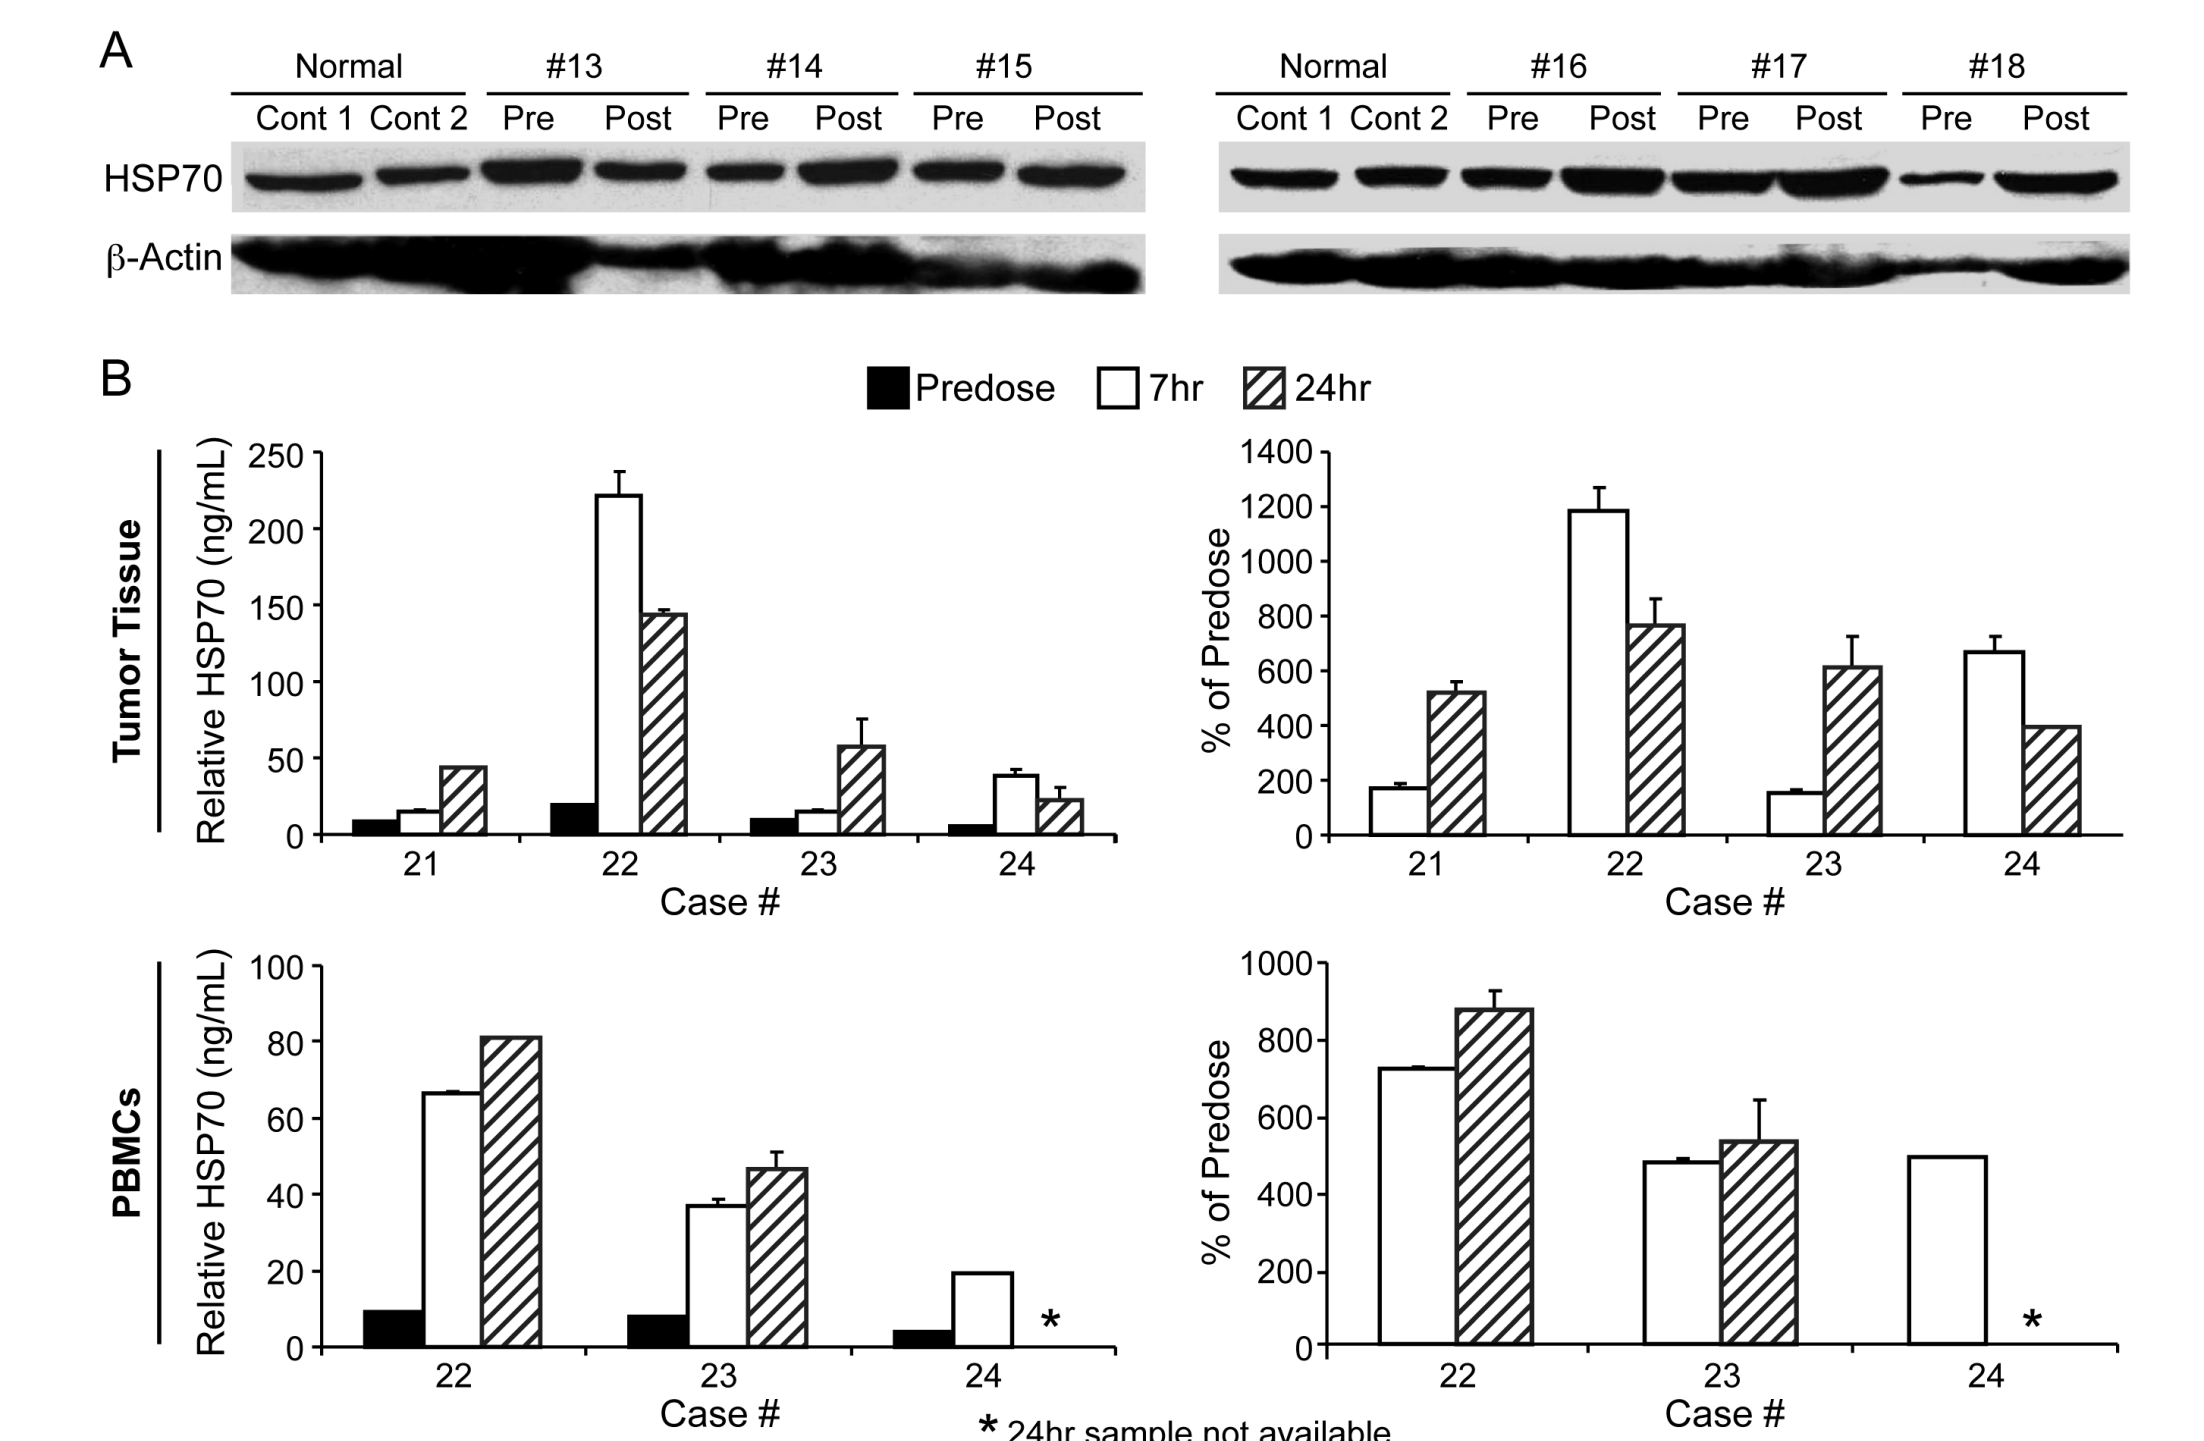 A
Normal #13 #14 #15 Normal #16 #17 #18
Cont 1 Cont 2 Pre Post Pre Post Pre Post Cont 1 Cont 2 Pre Post Pre Post Pre Post
HSP70
β-Actin
B
Predose 7hr 24hr
Tumor Tissue
Relative HSP70 (ng/mL)
250
200
150
100
50
0
21 22 23 24
Case #
% of Predose
1400
1200
1000
800
600
400
200
0
21 22 23 24
Case #
PBMCs
Relative HSP70 (ng/mL)
100
80
60
40
20
0
*
22 23 24
Case #
% of Predose
1000
800
600
400
200
0
*
22 23 24
Case #
* 24hr sample not available